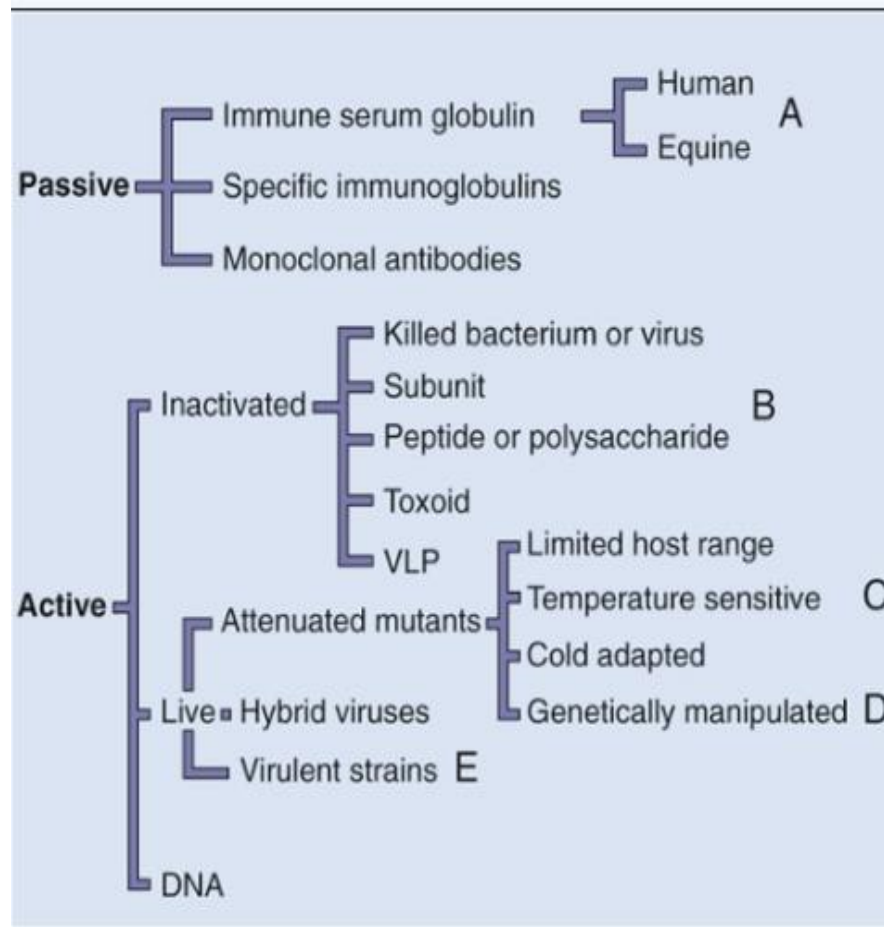 Human
Immune serum globulin A
Equine
Passive Specific immunoglobulins
Monoclonal antibodies
Killed bacterium or virus
Subunit
Inactivated B
Peptide or polysaccharide
Toxoid
Limited host range
VLP
Temperature sensitive C
Active Attenuated mutants
Cold adapted
Live Hybrid viruses Genetically manipulated D
Virulent strains E
DNA